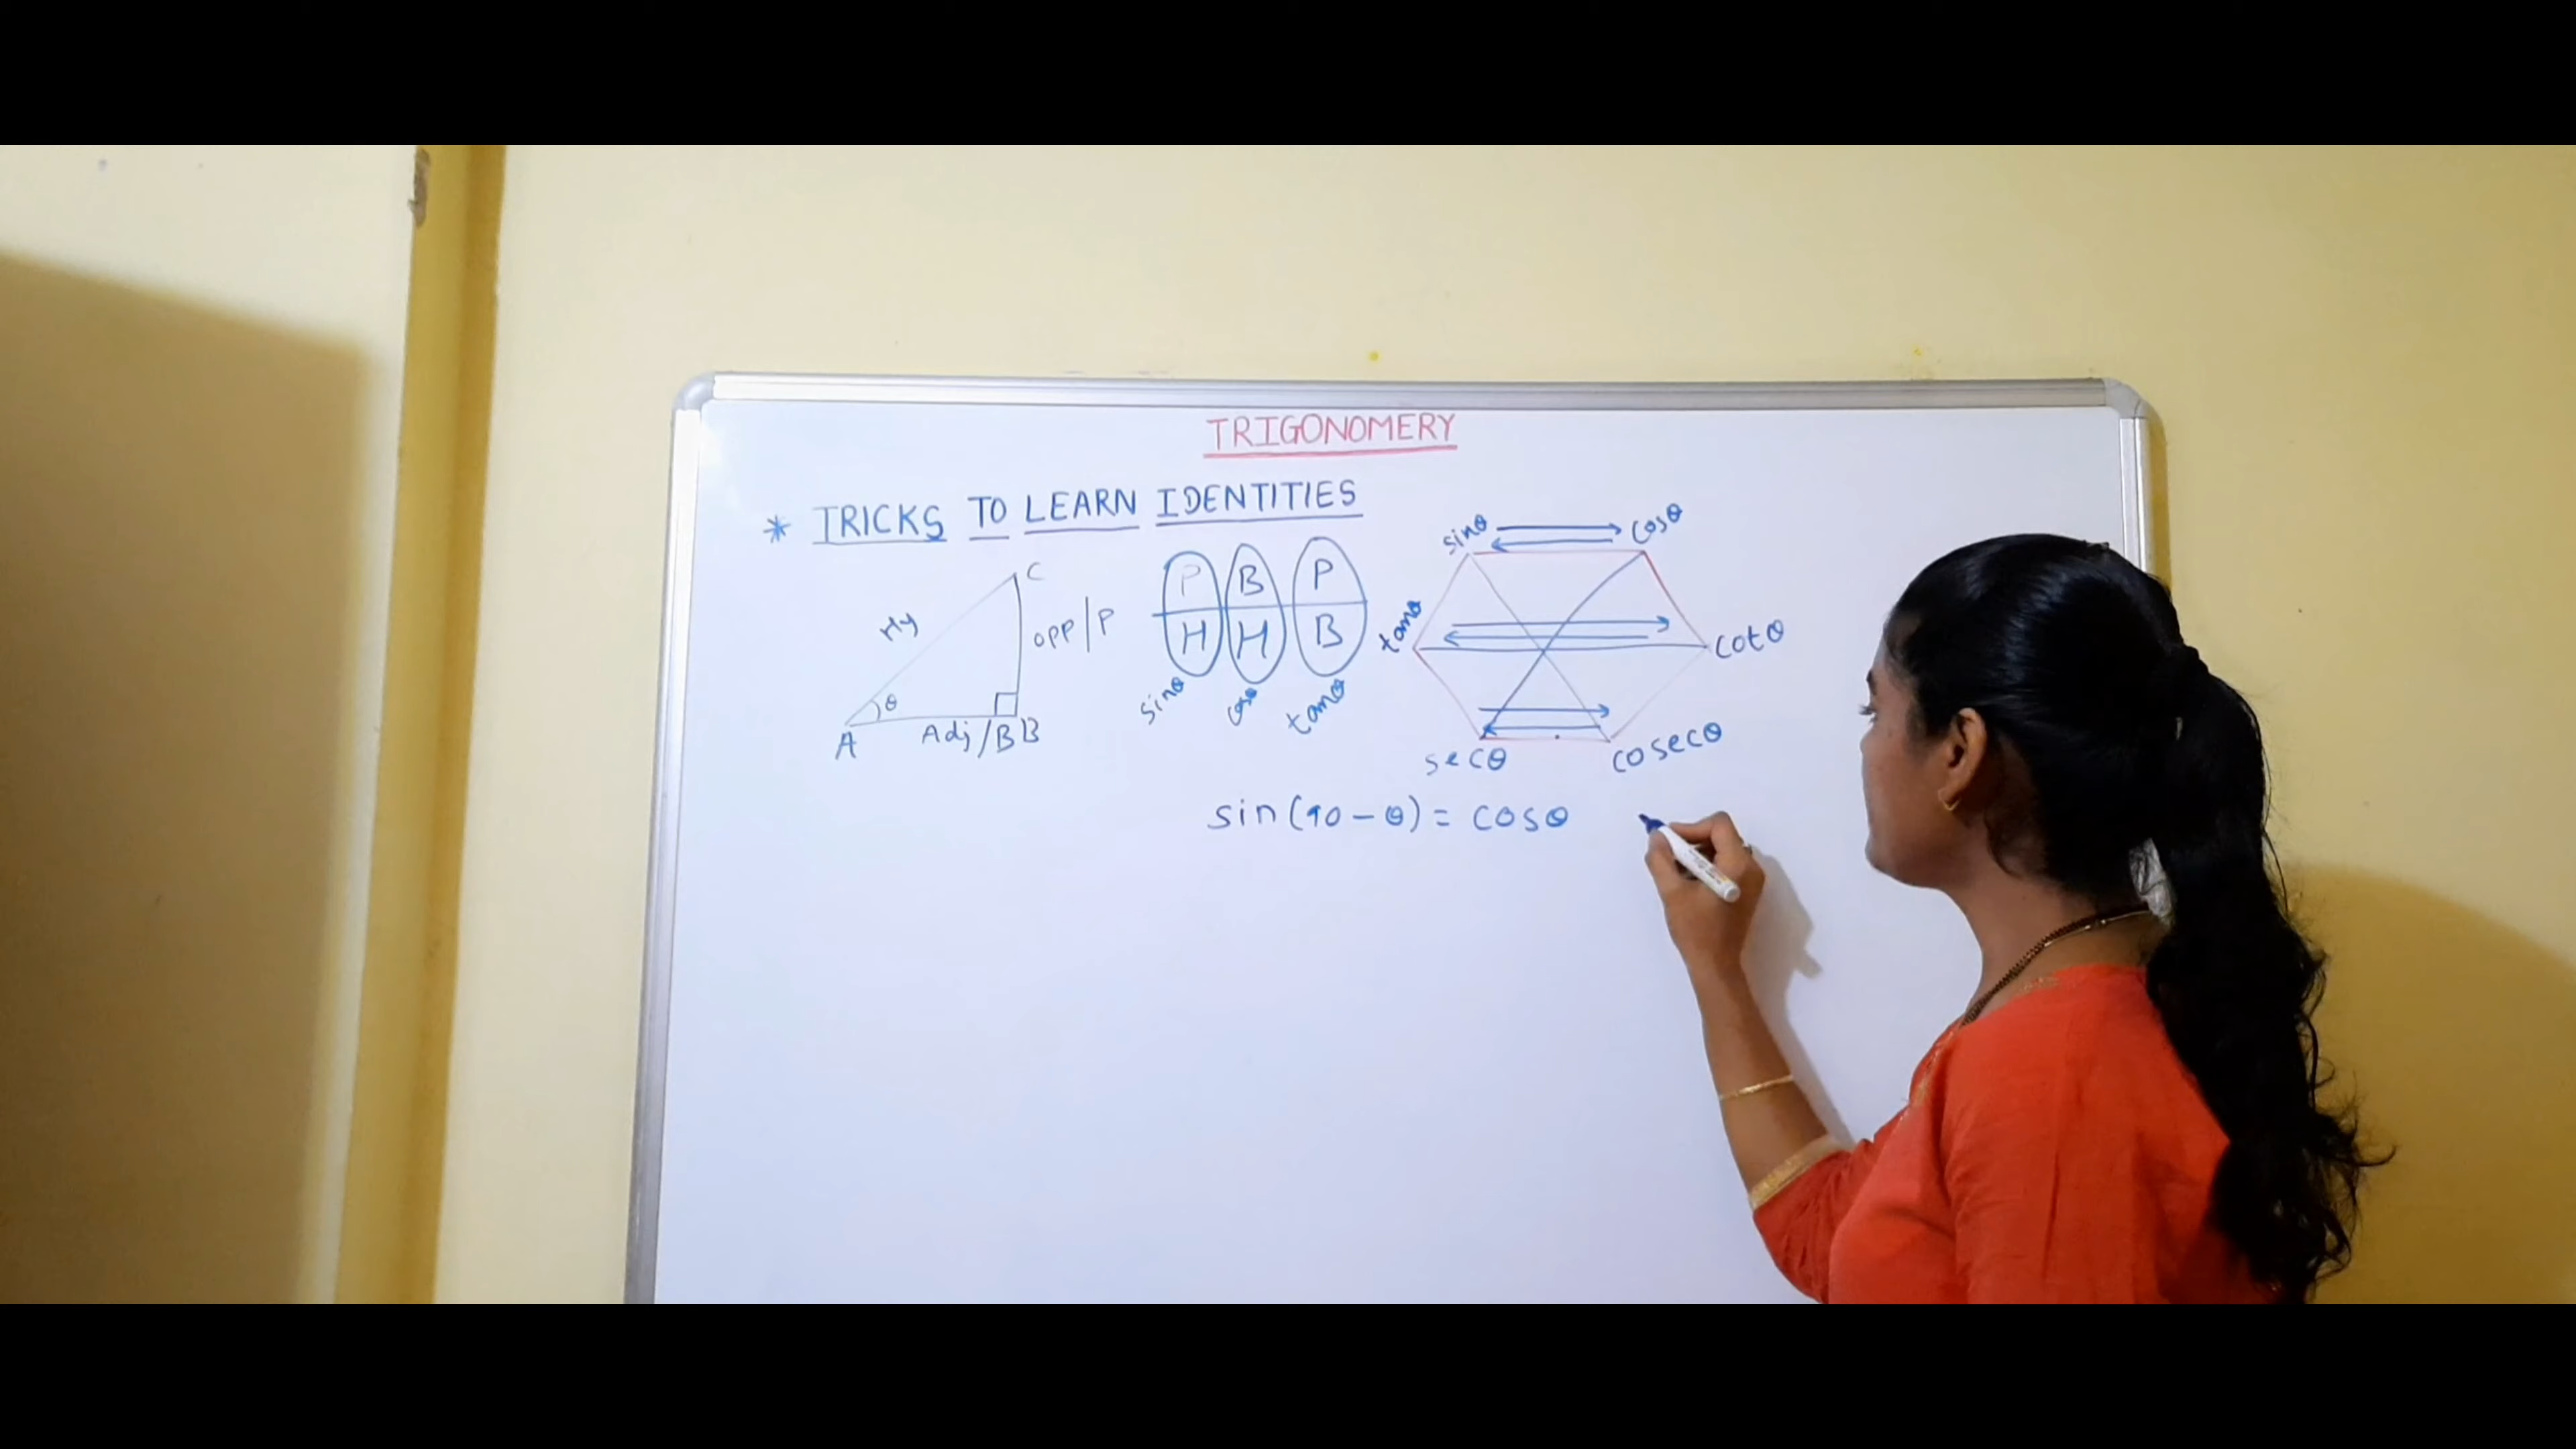 TRIGONOMERY
* TRICKS TO LEARN IDENTITIES
C
Hy
opp/P
θ
A
Adj/B B
P B P
H H B
sinθ cosθ tanθ
sinθ cosθ
tanθ cotθ
secθ cosecθ
sin(90-θ) = cosθ